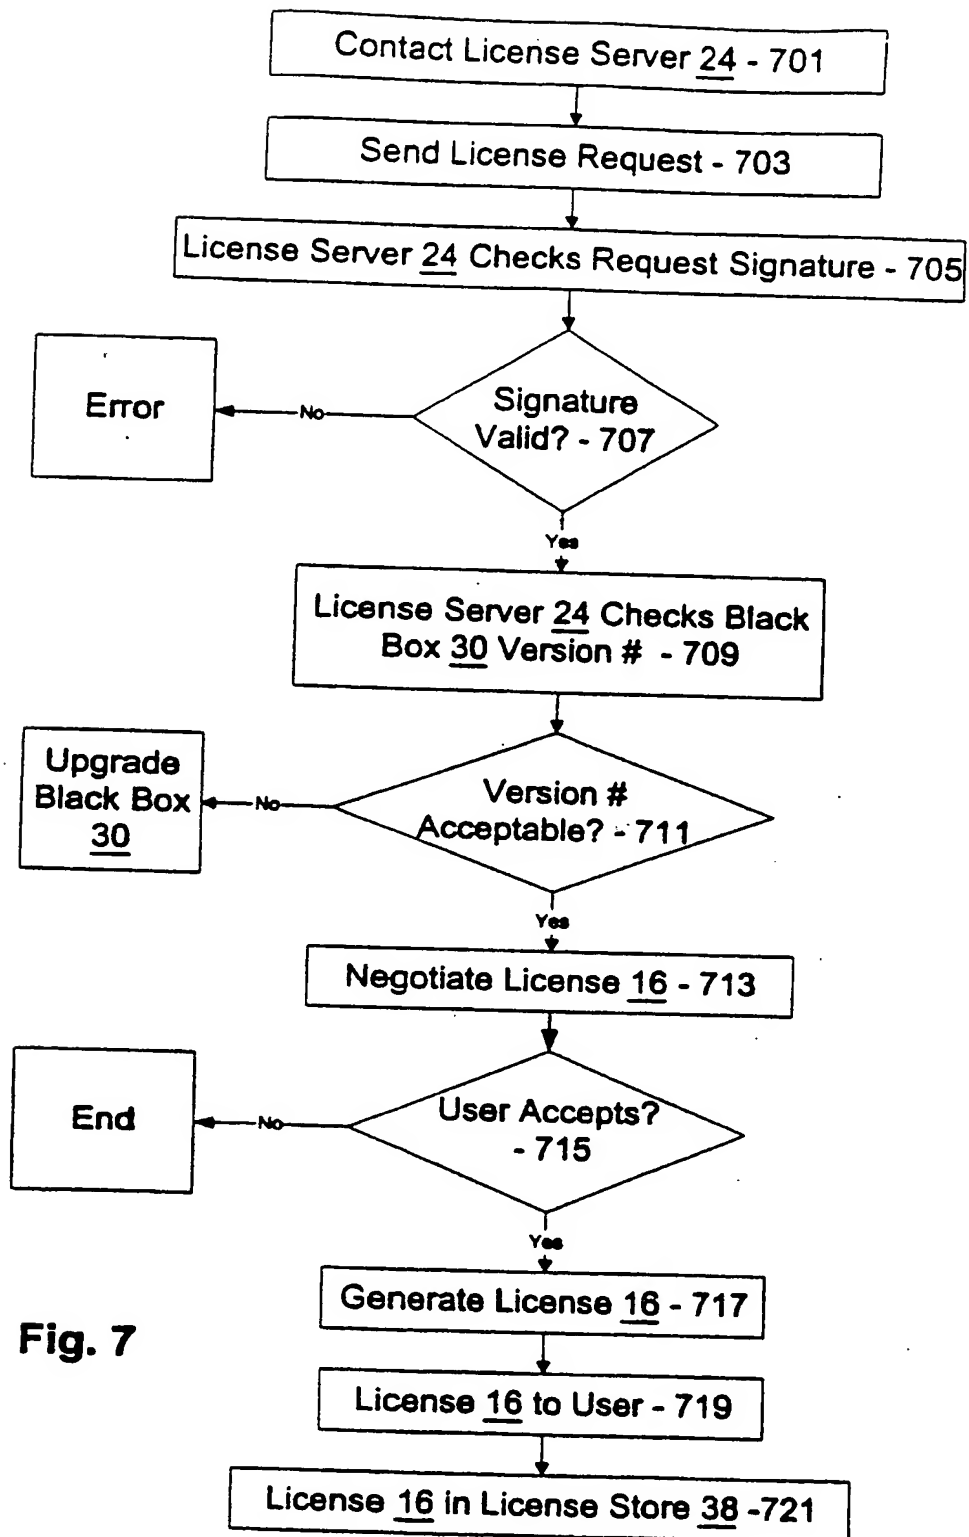 Contact License Server 24 - 701
Send License Request - 703
License Server 24 Checks Request Signature - 705
Signature
Valid? - 707
No
Error
Yes
License Server 24 Checks Black
Box 30 Version # - 709
Version #
Acceptable? - 711
No
Upgrade
Black Box
30
Yes
Negotiate License 16 - 713
User Accepts?
- 715
No
End
Yes
Generate License 16 - 717
License 16 to User - 719
License 16 in License Store 38 -721
Fig. 7